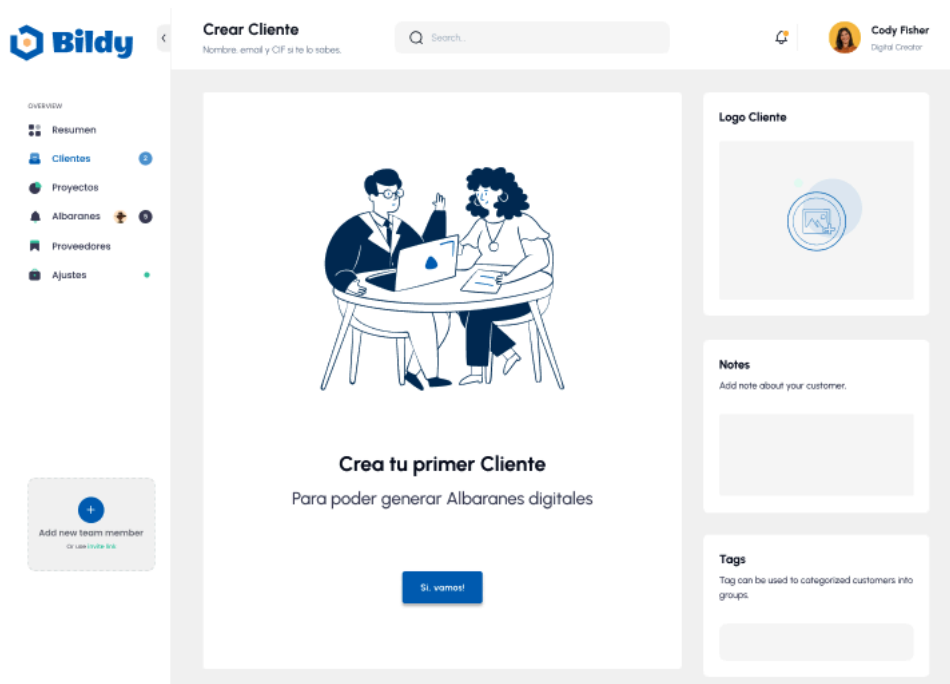 Bildy
OVERVIEW
Resumen
Clientes
2
Proyectos
Albaranes
5
Proveedores
Ajustes
Add new team member
Or use invite link
Crear Cliente
Nombre, email y CIF si te lo sabes.
Search...
Cody Fisher
Digital Creator
Crea tu primer Cliente
Para poder generar Albaranes digitales
Si, vamos!
Logo Cliente
Notes
Add note about your customer.
Tags
Tag can be used to categorized customers into
groups.